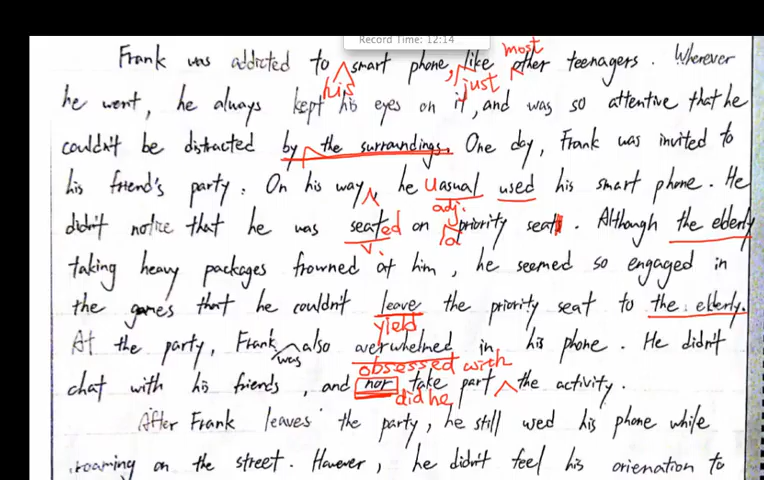 Record Time: 12:14
most
Frank was addicted to smart phone, like other teenagers. Wherever
his just
he went, he always kept his eyes on it, and was so attentive that he
couldn't be distracted by the surroundings. One day, Frank was invited to
his friend's party. On his way, he uasual used his smart phone. He
adj.
didn't notice that he was seated on priority seat. Although the elderly
v. a
taking heavy packages frowned at him, he seemed so engaged in
the games that he couldn't leave the priority seat to the elderly.
yield
At the party, Frank also overwhelmed in his phone. He didn't
was obsessed with
chat with his friends, and nor take part the activity.
did he
After Frank leaves the party, he still used his phone while
roaming on the street. However, he didn't feel his orienation to